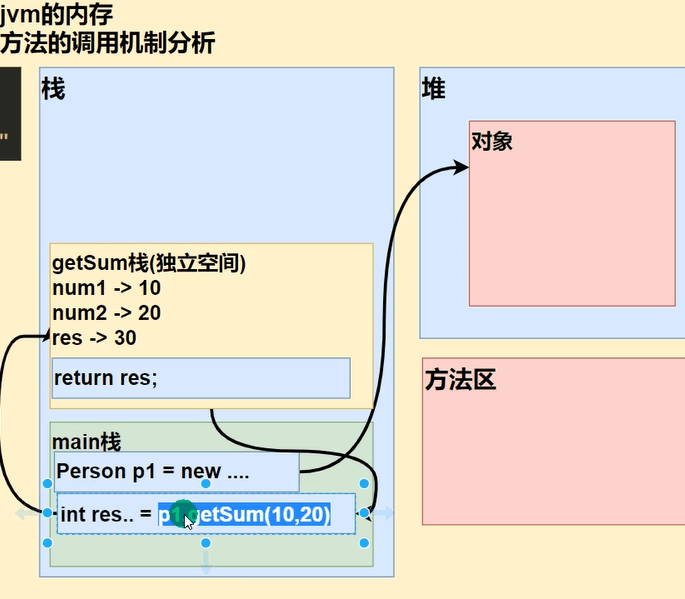 jvm的内存
方法的调用机制分析
"
栈
堆
对象
getSum栈(独立空间)
num1 -> 10
num2 -> 20
res -> 30
return res;
方法区
main栈
Person p1 = new ....
int res.. = p1.getSum(10,20)